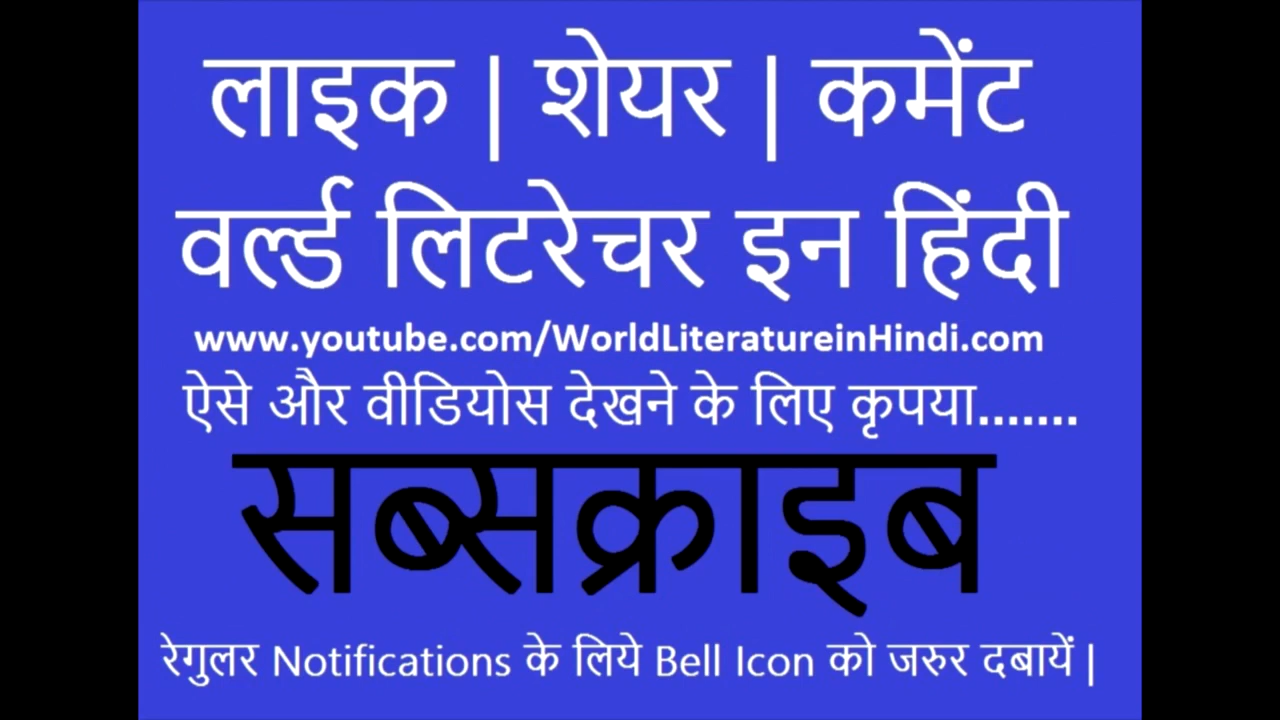 लाइक | शेयर | कमेंट
वर्ल्ड लिटरेचर इन हिंदी
www.youtube.com/WorldLiteratureinHindi.com
ऐसे और वीडियोस देखने के लिए कृपया.......
सब्सक्राइब
रेगुलर Notifications के लिये Bell Icon को जरुर दबायें |